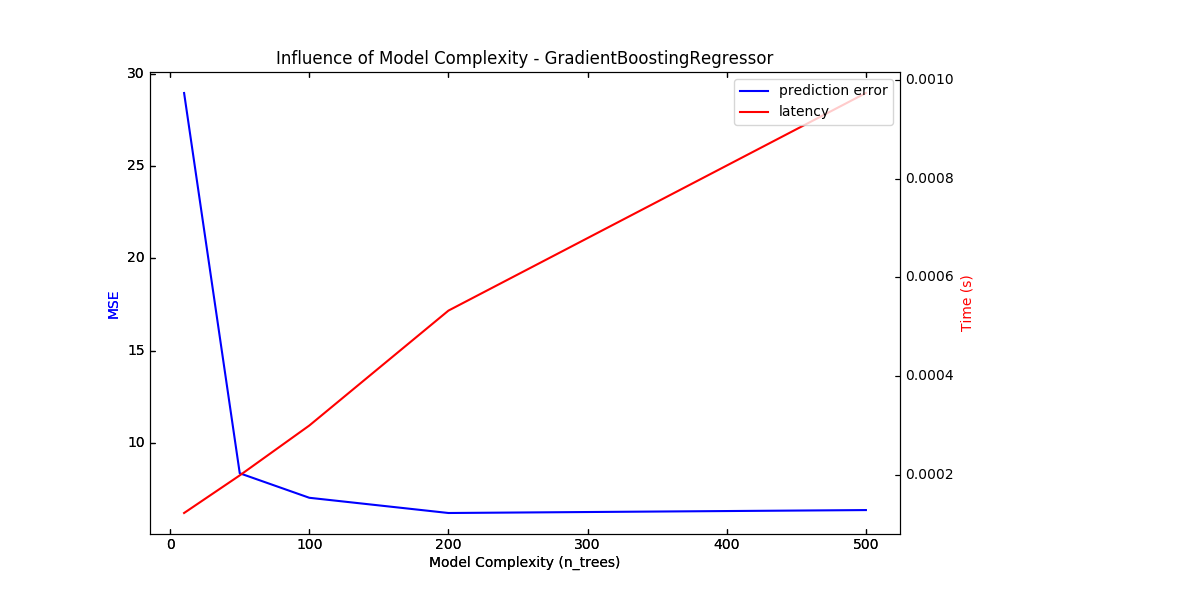 Influence of Model Complexity - GradientBoostingRegressor
prediction error
latency
30
25
20
15
10
MSE
0.0010
0.0008
0.0006
0.0004
0.0002
Time (s)
0 100 200 300 400 500
Model Complexity (n_trees)